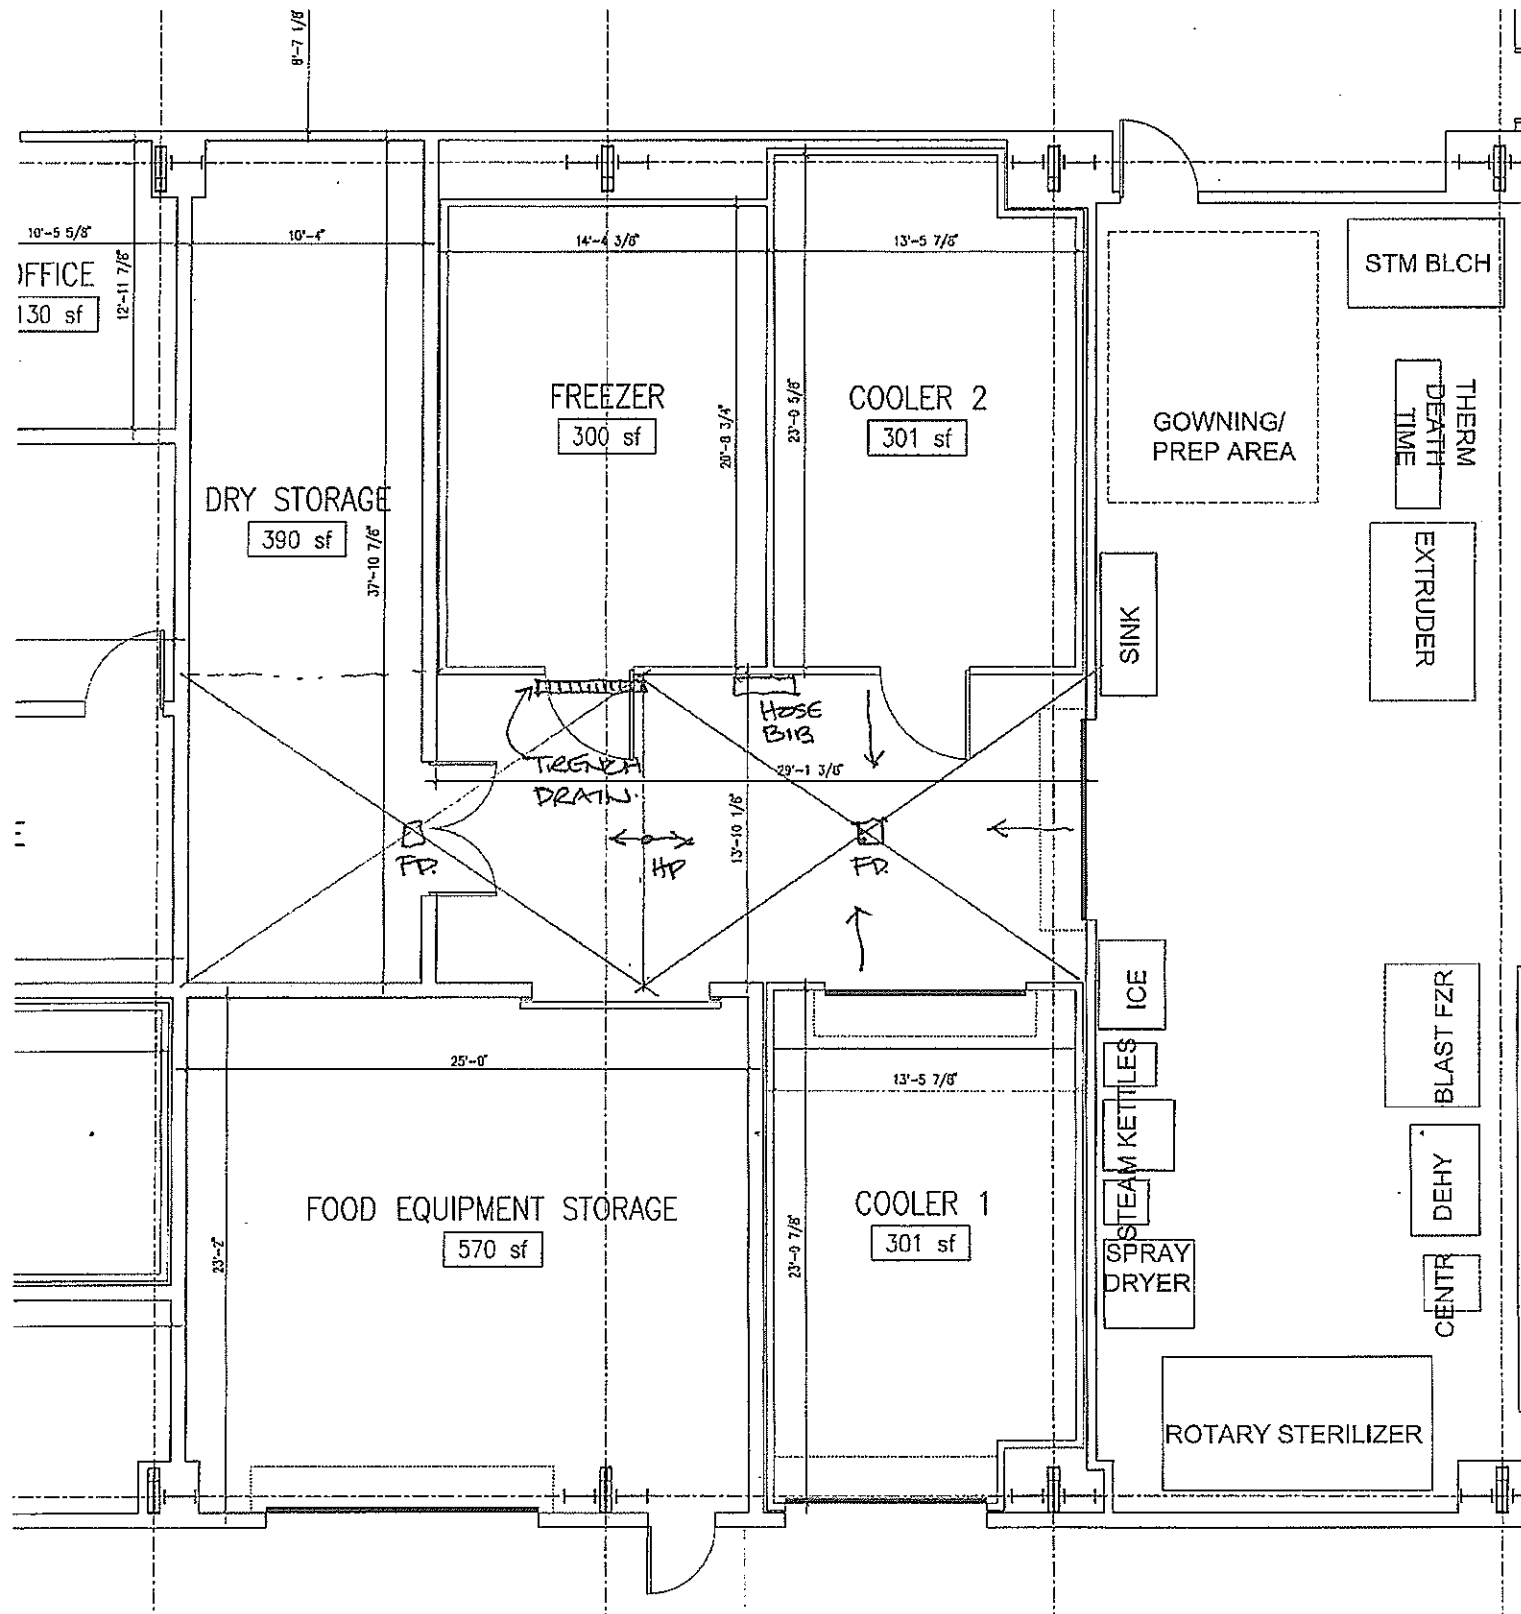 8'-7 1/8"
10'-5 5/8"
10'-4"
14'-4 3/8"
13'-5 7/8"
OFFICE
130 sf
12'-11 7/8"
STM BLCH
FREEZER
300 sf
20'-8 3/4"
23'-0 5/8"
COOLER 2
301 sf
GOWNING/
PREP AREA
THERM
DEATH
TIME
DRY STORAGE
390 sf
37'-10 7/8"
EXTRUDER
SINK
HOSE
BIB
TRENCH
DRAIN.
29'-1 3/8"
13'-10 1/8"
FD.
HP
FD.
E
ICE
BLAST FZR
STEAM KETTLES
25'-0"
13'-5 7/8"
DEHY
FOOD EQUIPMENT STORAGE
570 sf
23'-2"
COOLER 1
301 sf
23'-0 7/8"
SPRAY
DRYER
CENTR
ROTARY STERILIZER